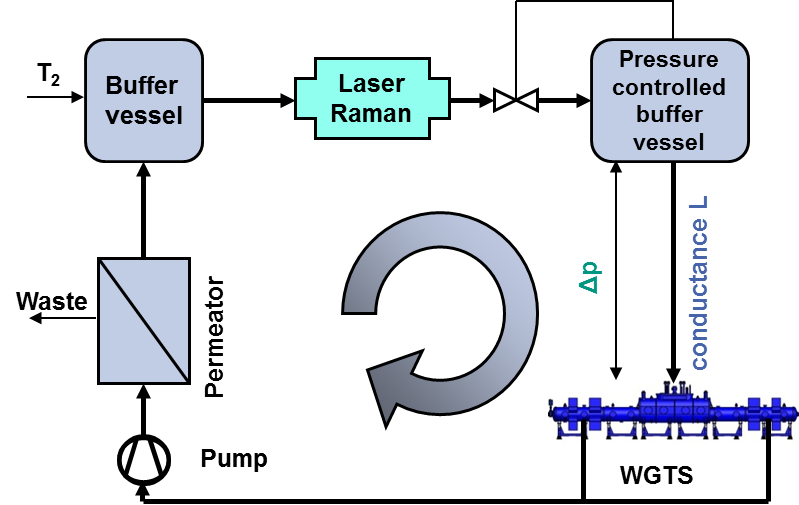 T₂
Buffer
vessel
Laser
Raman
Pressure
controlled
buffer
vessel
conductance L
Δp
Waste
Permeator
Pump
WGTS